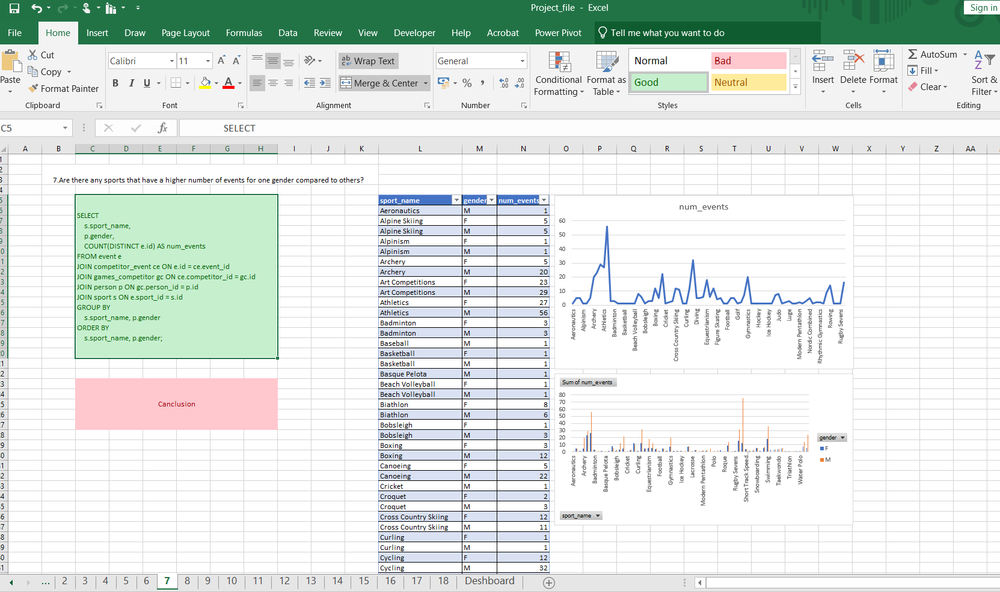 Project_file - Excel
Sign in
File Home Insert Draw Page Layout Formulas Data Review View Developer Help Acrobat Power Pivot Tell me what you want to do
Paste
Cut
Copy
Format Painter
Clipboard
Calibri 11
B I U
Font
Wrap Text
Merge & Center
Alignment
General
Number
Conditional Formatting
Format as Table
Normal Bad
Good Neutral
Styles
Insert Delete Format
Cells
AutoSum
Fill
Clear
Sort & Filter
Editing
C5 fx SELECT
A B C D E F G H I J K L M N O P Q R S T U V W X Y Z AA
7.Are there any sports that have a higher number of events for one gender compared to others?
SELECT
s.sport_name,
p.gender,
COUNT(DISTINCT e.id) AS num_events
FROM event e
JOIN competitor_event ce ON e.id = ce.event_id
JOIN games_competitor gc ON ce.competitor_id = gc.id
JOIN person p ON gc.person_id = p.id
JOIN sport s ON e.sport_id = s.id
GROUP BY
s.sport_name, p.gender
ORDER BY
s.sport_name, p.gender;
Canclusion
sport_name gender num_events
Aeronautics M 1
Alpine Skiing F 5
Alpine Skiing M 5
Alpinism F 1
Alpinism M 1
Archery F 5
Archery M 20
Art Competitions F 23
Art Competitions M 29
Athletics F 27
Athletics M 56
Badminton F 3
Badminton M 3
Baseball M 1
Basketball F 1
Basketball M 1
Basque Pelota M 1
Beach Volleyball F 1
Beach Volleyball M 1
Biathlon F 8
Biathlon M 6
Bobsleigh F 1
Bobsleigh M 3
Boxing F 3
Boxing M 12
Canoeing F 5
Canoeing M 22
Cricket M 1
Croquet F 2
Croquet M 3
Cross Country Skiing F 12
Cross Country Skiing M 11
Curling F 1
Curling M 1
Cycling F 12
Cycling M 32
num_events
60
50
40
30
20
10
0
Aeronautics Alpinism Archery Athletics Badminton Basketball Beach Volleyball Bobsleigh Boxing Cricket Cross Country Skiing Curling Diving Equestrianism Figure Skating Football Golf Gymnastics Hockey Ice Hockey Judo Luge Modern Pentathlon Nordic Combined Rhythmic Gymnastics Rowing Rugby Sevens
Sum of num_events
80
70
60
50
40
30
20
10
0
gender
F
M
Aeronautics Archery Badminton Basque Pelota Bobsleigh Cricket Curling Equestrianism Football Gymnastics Ice Hockey Lacrosse Modern Pentathlon Polo Roque Rugby Sevens Short Track Speed... Snowboarding Swimming Taekwondo Triathlon Water Polo
sport_name
... 2 3 4 5 6 7 8 9 10 11 12 13 14 15 16 17 18 Deshboard